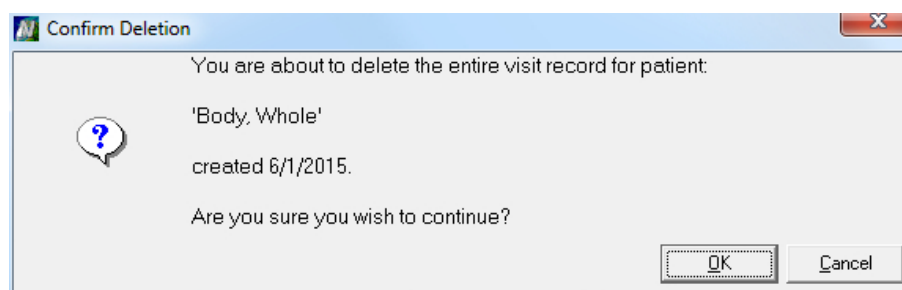 Confirm Deletion
You are about to delete the entire visit record for patient:
'Body, Whole'
created 6/1/2015.
Are you sure you wish to continue?
OK
Cancel